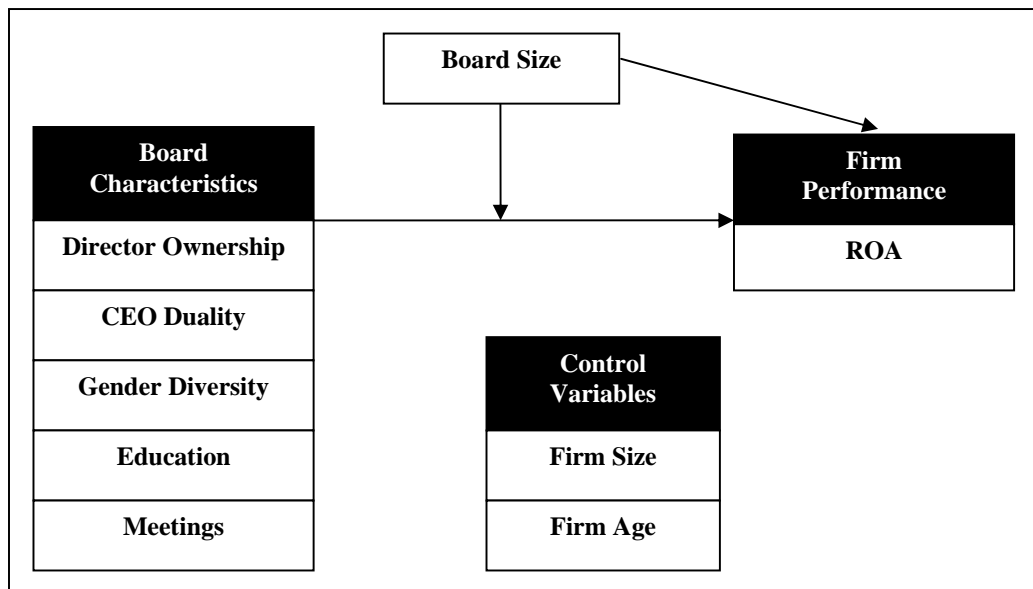 Board Size
Board
Characteristics
Director Ownership
CEO Duality
Gender Diversity
Education
Meetings
Firm
Performance
ROA
Control
Variables
Firm Size
Firm Age